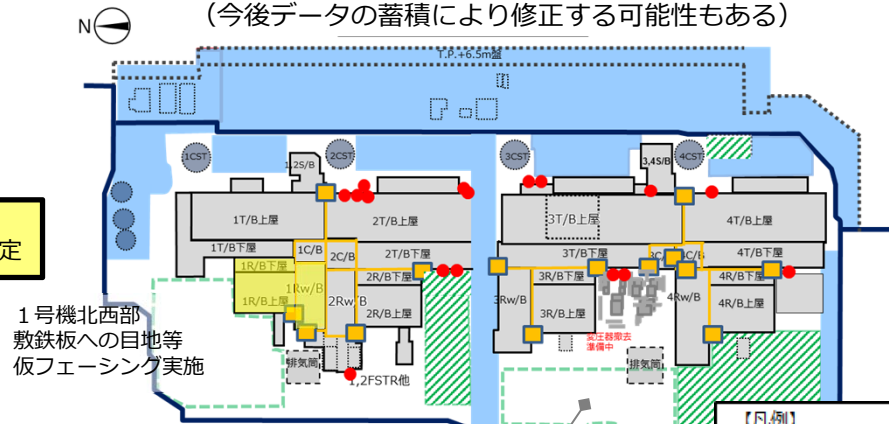 (今後データの蓄積により修正する可能性もある)
N
T.P.+6.5m盤
1CST
1,2S/B
2CST
3CST
3,4S/B
4CST
1T/B上屋
2T/B上屋
3T/B上屋
4T/B上屋
定
1T/B下屋
1C/B
2C/B
2T/B下屋
3T/B下屋
3C/B
4T/B下屋
1R/B下屋
2R/B下屋
3R/B下屋
4R/B下屋
1R/B上屋
1Rw/B
2Rw/B
2R/B上屋
3Rw/B
3R/B上屋
4Rw/B
4R/B上屋
1号機北西部
敷鉄板への目地等
仮フェーシング実施
変圧器撤去
準備中
排気筒
排気筒
1,2FSTR他
【凡例】